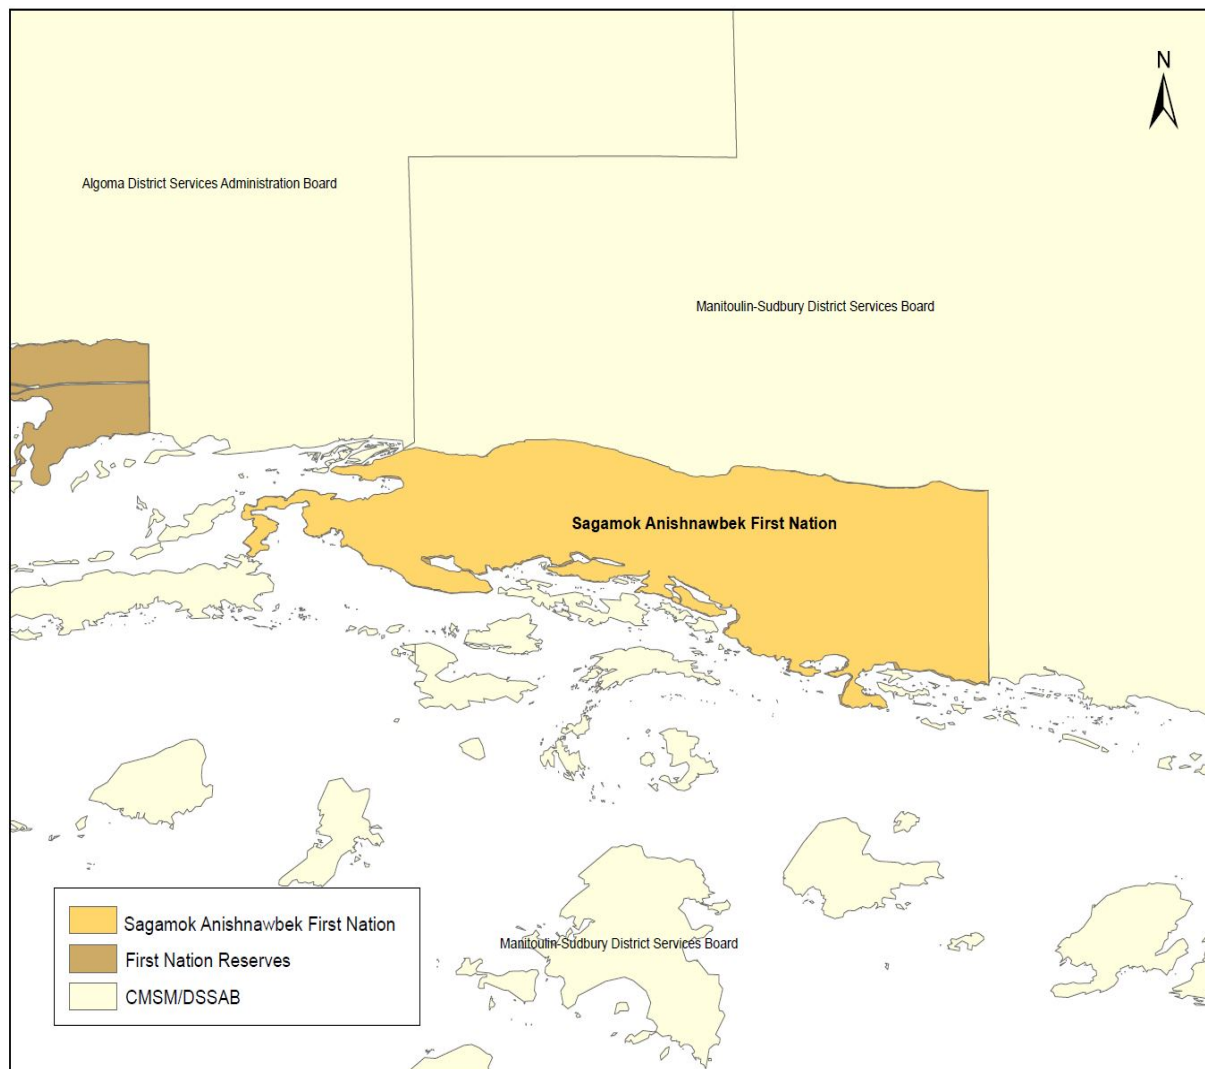 N
Algoma District Services Administration Board
Manitoulin-Sudbury District Services Board
Sagamok Anishnawbek First Nation
Manitoulin-Sudbury District Services Board
Sagamok Anishnawbek First Nation
First Nation Reserves
CMSM/DSSAB